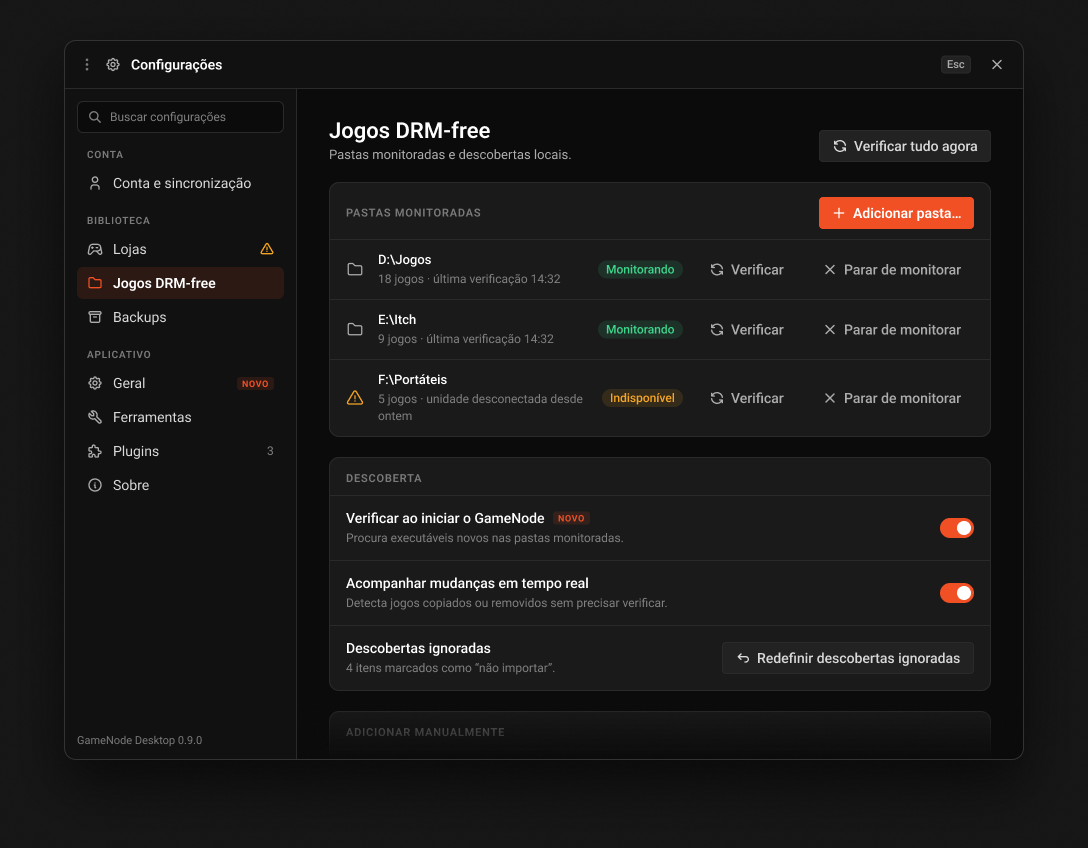 Configurações
Esc
Buscar configurações
CONTA
Conta e sincronização
BIBLIOTECA
Lojas
Jogos DRM-free
Backups
APLICATIVO
Geral NOVO
Ferramentas
Plugins 3
Sobre
GameNode Desktop 0.9.0
Jogos DRM-free
Pastas monitoradas e descobertas locais.
Verificar tudo agora
PASTAS MONITORADAS
Adicionar pasta…
D:\Jogos
18 jogos · última verificação 14:32
Monitorando
Verificar
Parar de monitorar
E:\Itch
9 jogos · última verificação 14:32
Monitorando
Verificar
Parar de monitorar
F:\Portáteis
5 jogos · unidade desconectada desde
ontem
Indisponível
Verificar
Parar de monitorar
DESCOBERTA
Verificar ao iniciar o GameNode NOVO
Procura executáveis novos nas pastas monitoradas.
Acompanhar mudanças em tempo real
Detecta jogos copiados ou removidos sem precisar verificar.
Descobertas ignoradas
4 itens marcados como “não importar”.
Redefinir descobertas ignoradas
ADICIONAR MANUALMENTE